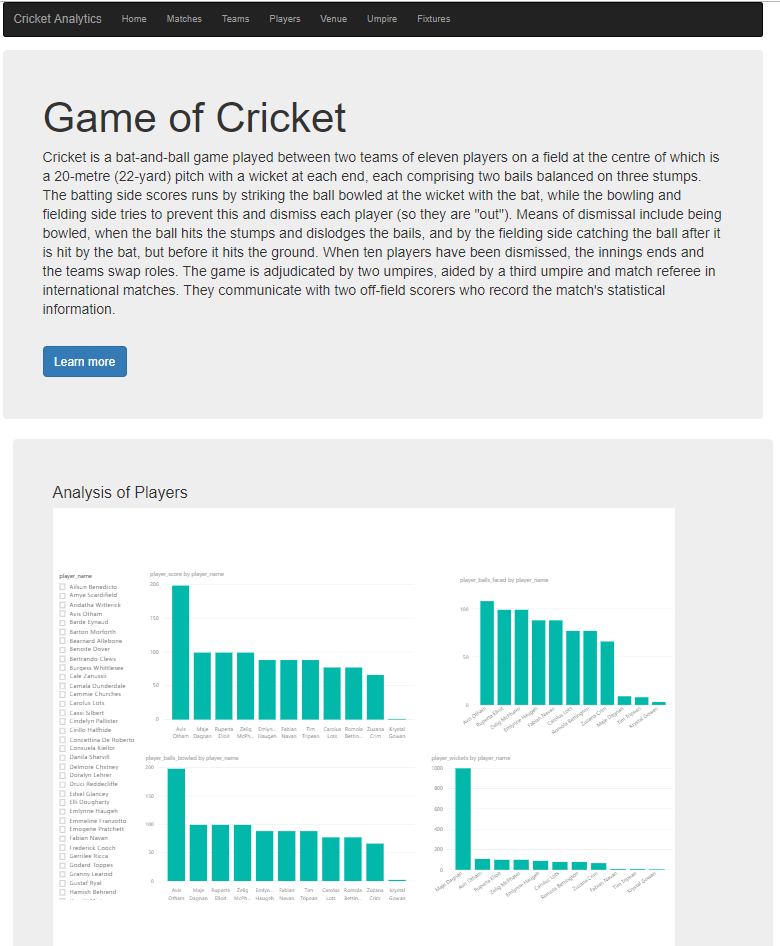 Cricket Analytics Home Matches Teams Players Venue Umpire Fixtures
Game of Cricket
Cricket is a bat-and-ball game played between two teams of eleven players on a field at the centre of which is
a 20-metre (22-yard) pitch with a wicket at each end, each comprising two bails balanced on three stumps.
The batting side scores runs by striking the ball bowled at the wicket with the bat, while the bowling and
fielding side tries to prevent this and dismiss each player (so they are "out"). Means of dismissal include being
bowled, when the ball hits the stumps and dislodges the bails, and by the fielding side catching the ball after it
is hit by the bat, but before it hits the ground. When ten players have been dismissed, the innings ends and
the teams swap roles. The game is adjudicated by two umpires, aided by a third umpire and match referee in
international matches. They communicate with two off-field scorers who record the match's statistical
information.
Learn more
Analysis of Players
player_name
Ailsun Benedicto
Amye Scardifield
Aridatha Witterick
Avis Otham
Barde Eynaud
Barton Morforth
Bearnard Allebone
Benoite Dover
Bertrando Clews
Burgess Whittlesee
Cale Zanussii
Camala Dunderdale
Cammie Churches
Carolus Lots
Cassi Silbert
Cindelyn Pallister
Cirillo Hallfhide
Concettina De Roberto
Consuela Kiellor
Danila Sharvill
Delmore Chestney
Doralyn Lehrer
Druci Reddecliffe
Edsel Glancey
Elli Dougharty
Emlynne Haugeh
Emmeline Franzotto
Emogene Pratchett
Fabian Navan
Frederick Cooch
Gerrilee Ricca
Godard Toppes
Granny Learoid
Gustaf Ryal
Hamish Behrend
player_score by player_name
200
150
100
50
0
Avis Maje Ruperta Zelig Emlyn... Fabian Tim Carolus Romola Zuzana Krystal
Otham Dagnan Elliot McPh... Haugeh Navan Tripean Lots Bettin... Crim Gowan
player_balls_faced by player_name
100
50
0
Avis Otham
Ruperta Elliot
Zelig McPhater
Emlynne Haugeh
Fabian Navan
Carolus Lots
Romola Bettington
Zuzana Crim
Maje Dagnan
Tim Tripean
Krystal Gowan
player_balls_bowled by player_name
200
150
100
50
0
Avis Maje Ruperta Zelig Emlyn... Fabian Tim Carolus Romola Zuzana Krystal
Otham Dagnan Elliot McPh... Haugeh Navan Tripean Lots Bettin... Crim Gowan
player_wickets by player_name
1000
800
600
400
200
0
Maje Dagnan
Avis Otham
Ruperta Elliot
Zelig McPhater
Emlynne Haugeh
Carolus Lots
Romola Bettington
Zuzana Crim
Fabian Navan
Tim Tripean
Krystal Gowan